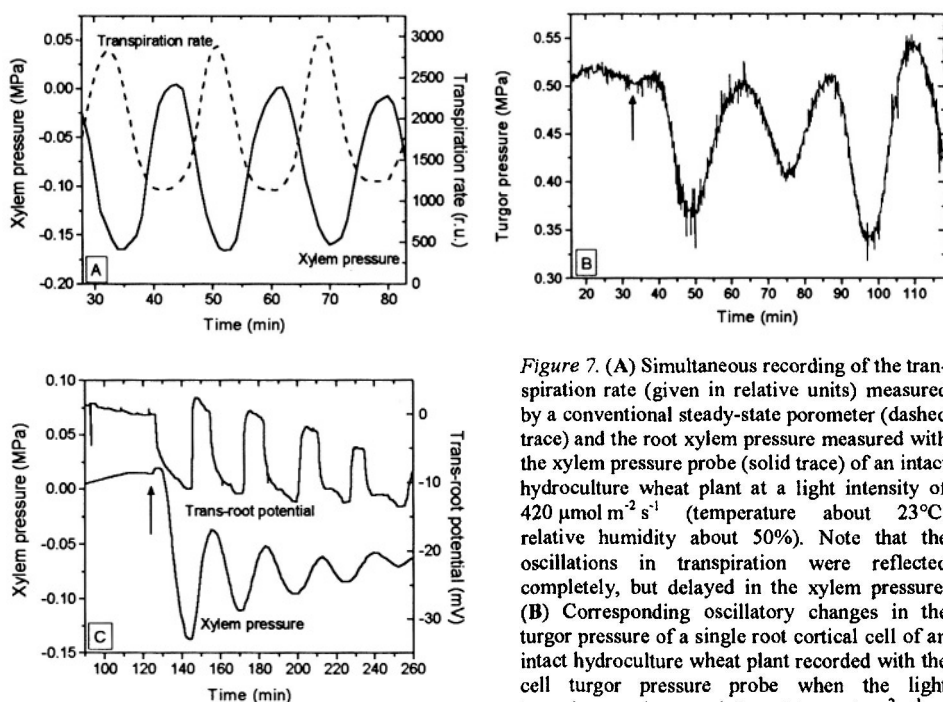 0.05
0.00
-0.05
-0.10
-0.15
-0.20
Xylem pressure (MPa)
Transpiration rate
Xylem pressure
A
3000
2500
2000
1500
1000
500
0
Transpiration rate (r.u.)
30 40 50 60 70 80
Time (min)
0.55
0.50
0.45
0.40
0.35
0.30
Turgor pressure (MPa)
B
20 30 40 50 60 70 80 90 100 110
Time (min)
0.10
0.05
0.00
-0.05
-0.10
-0.15
Xylem pressure (MPa)
Trans-root potential
Xylem pressure
C
0
-10
-20
-30
Trans-root potential (mV)
100 120 140 160 180 200 220 240 260
Time (min)
Figure 7. (A) Simultaneous recording of the tran-
spiration rate (given in relative units) measured
by a conventional steady-state porometer (dashed
trace) and the root xylem pressure measured with
the xylem pressure probe (solid trace) of an intact
hydroculture wheat plant at a light intensity of
420 μmol m⁻² s⁻¹ (temperature about 23°C
relative humidity about 50%). Note that the
oscillations in transpiration were reflected
completely, but delayed in the xylem pressure
(B) Corresponding oscillatory changes in the
turgor pressure of a single root cortical cell of an
intact hydroculture wheat plant recorded with the
cell turgor pressure probe when the light